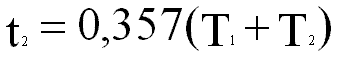 t₂ = 0,357(T₁ + T₂)